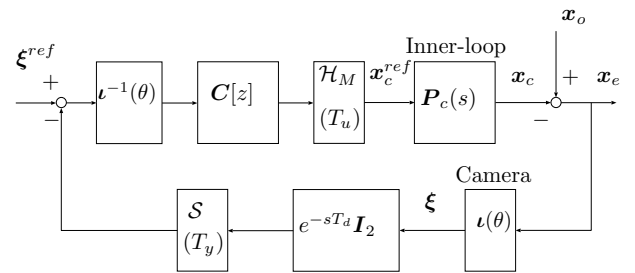 x_o
Inner-loop
ξ^{ref}
+
−
ι^{-1}(θ)
C[z]
ℋ_M
(T_u)
x_c^{ref}
P_c(s)
x_c
+
−
x_e
Camera
𝒮
(T_y)
e^{-sT_d} I_2
ξ
ι(θ)